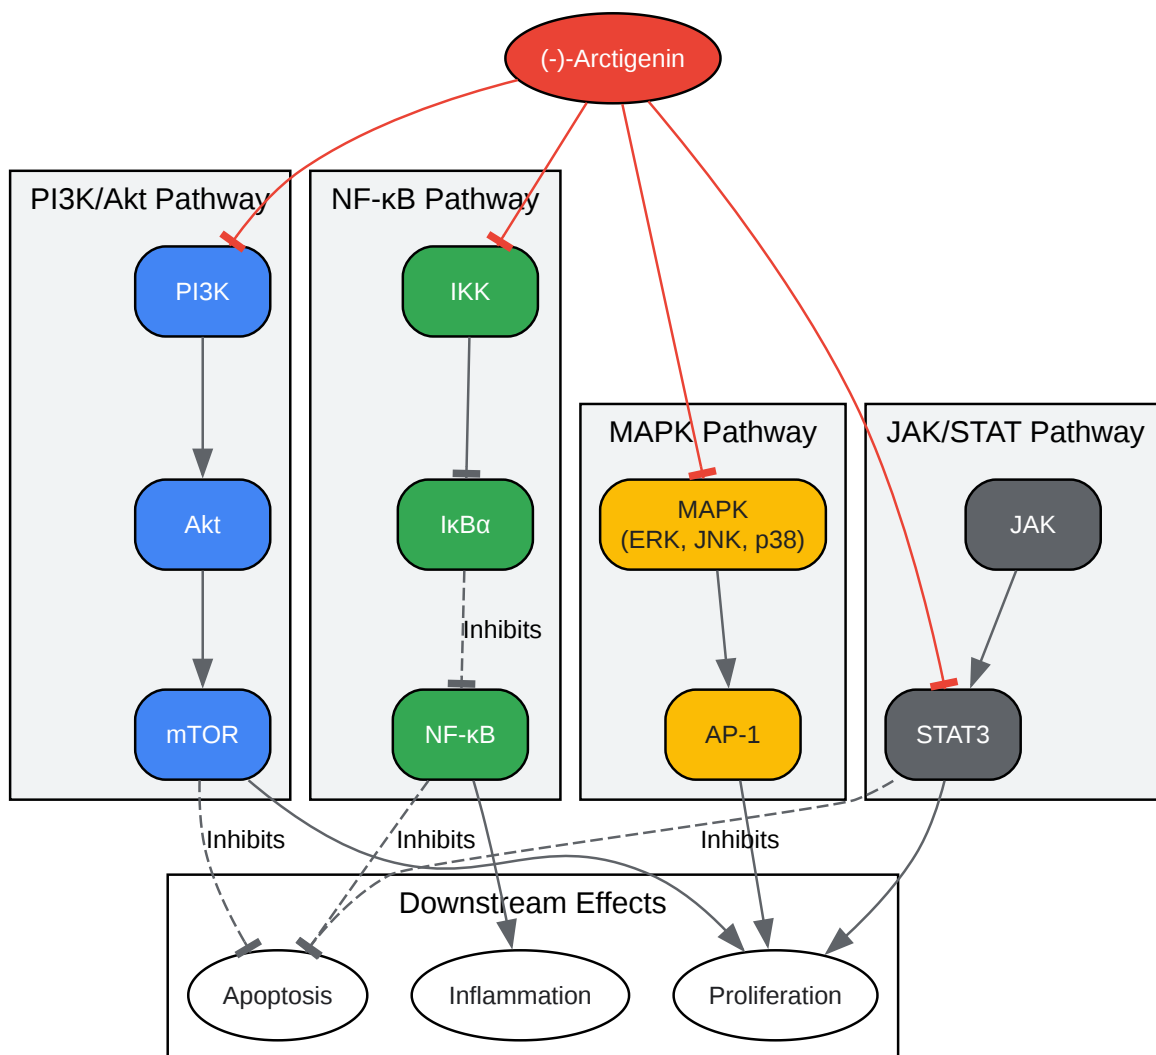 (-)-Arctigenin
PI3K/Akt Pathway
NF-κB Pathway
PI3K
IKK
MAPK Pathway
JAK/STAT Pathway
Akt
IκBα
MAPK
(ERK, JNK, p38)
JAK
Inhibits
mTOR
NF-κB
AP-1
STAT3
Inhibits
Inhibits
Inhibits
Downstream Effects
Apoptosis
Inflammation
Proliferation